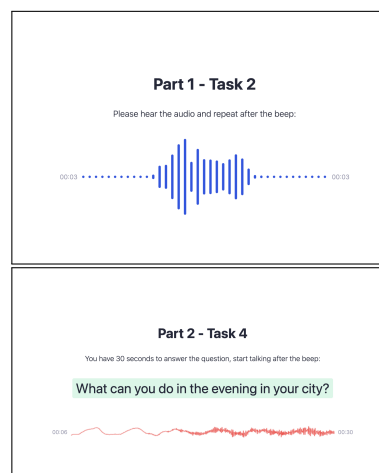 Part 1 - Task 2
Please hear the audio and repeat after the beep:
00:03 00:03
Part 2 - Task 4
You have 30 seconds to answer the question, start talking after the beep:
What can you do in the evening in your city?
00:06 00:30